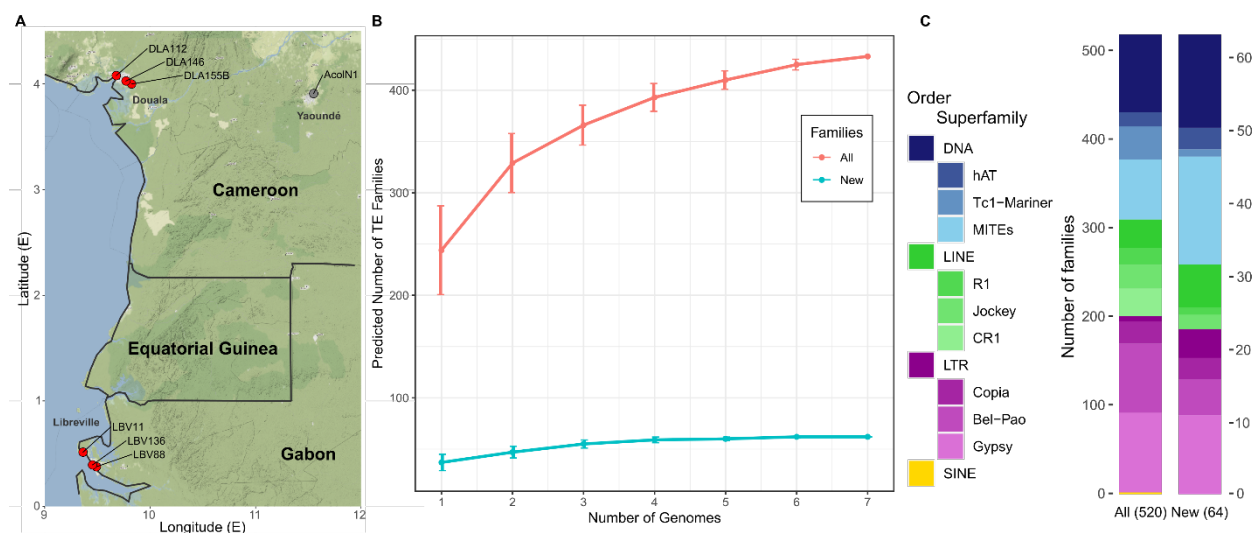 A
DLA112
DLA146
DLA155B
Douala
AcolN1
Yaoundé
Cameroon
Equatorial Guinea
Libreville
LBV11
LBV136
LBV88
Gabon
4
3
2
1
0
9
10
11
12
Latitude (E)
Longitude (E)
B
Predicted Number of TE Families
400
300
200
100
1
2
3
4
5
6
7
Number of Genomes
Families
All
New
C
Order
Superfamily
DNA
hAT
Tc1-Mariner
MITEs
LINE
R1
Jockey
CR1
LTR
Copia
Bel-Pao
Gypsy
SINE
Number of families
500
400
300
200
100
0
60
50
40
30
20
10
0
All (520)
New (64)